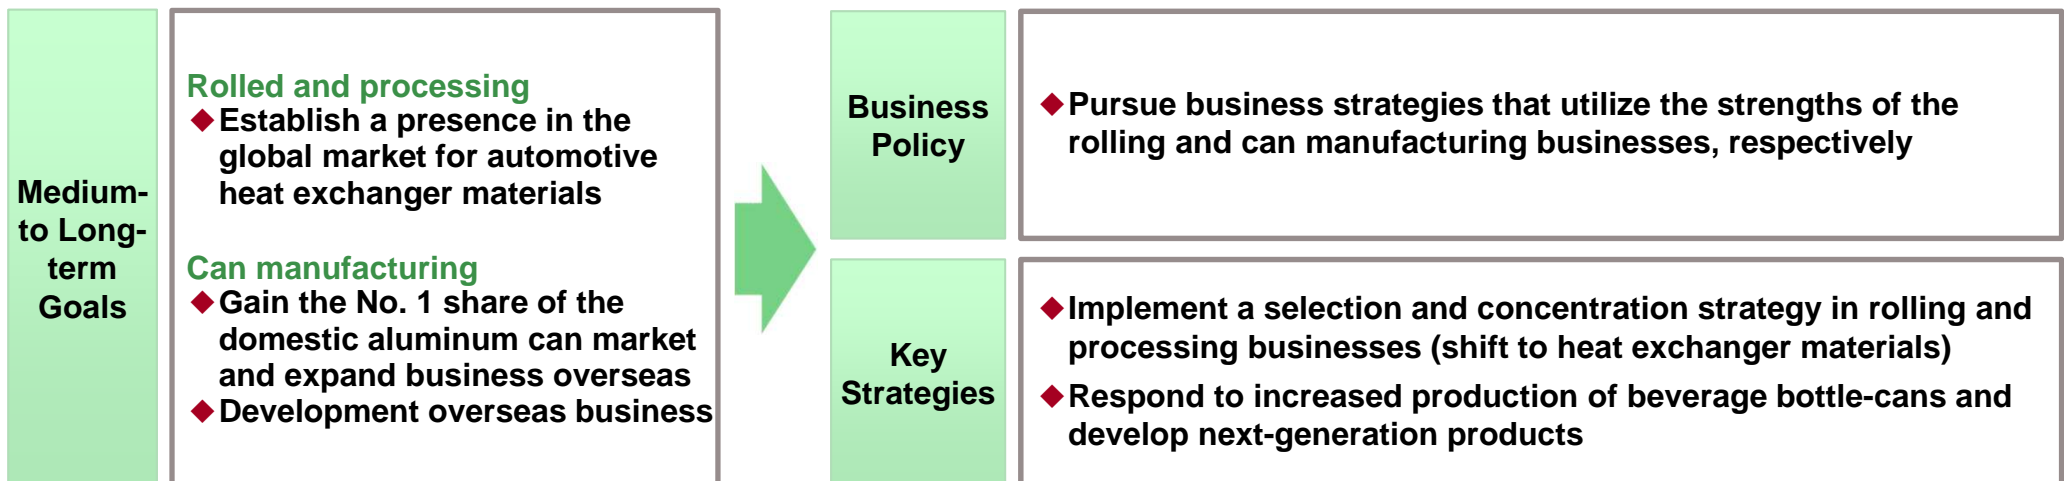 Medium-
to Long-
term
Goals
Rolled and processing
◆Establish a presence in the
global market for automotive
heat exchanger materials
Can manufacturing
◆Gain the No. 1 share of the
domestic aluminum can market
and expand business overseas
◆Development overseas business
Business
Policy
◆Pursue business strategies that utilize the strengths of the
rolling and can manufacturing businesses, respectively
Key
Strategies
◆Implement a selection and concentration strategy in rolling and
processing businesses (shift to heat exchanger materials)
◆Respond to increased production of beverage bottle-cans and
develop next-generation products